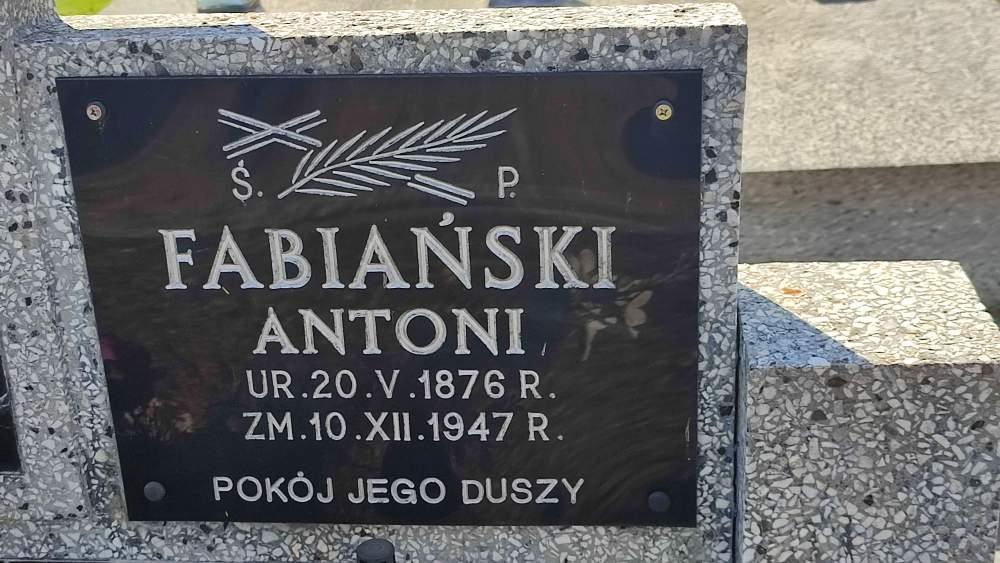 Ś. P.
FABIAŃSKI
ANTONI
UR. 20. V. 1876 R.
ZM. 10. XII. 1947 R.
POKÓJ JEGO DUSZY